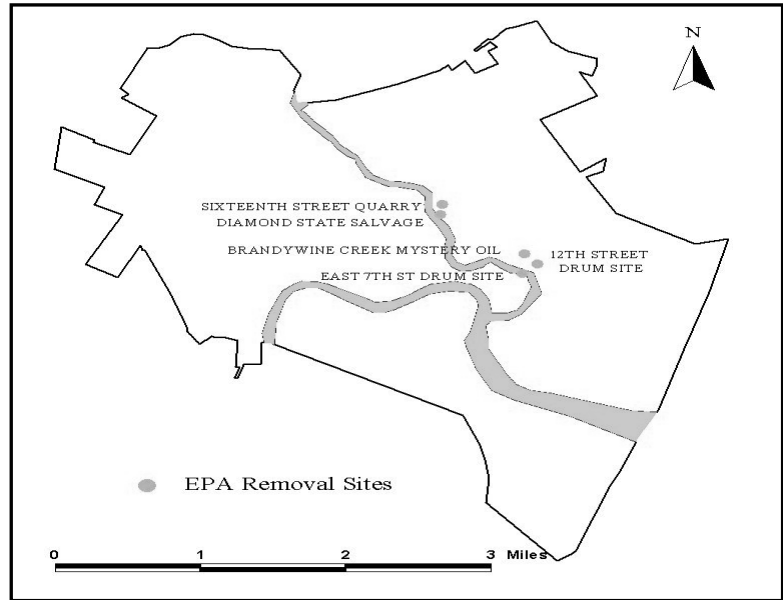 N
SIXTEENTH STREET QUARRY
DIAMOND STATE SALVAGE
BRANDYWINE CREEK MYSTERY OIL
12TH STREET
DRUM SITE
EAST 7TH ST DRUM SITE
EPA Removal Sites
0 1 2 3 Miles